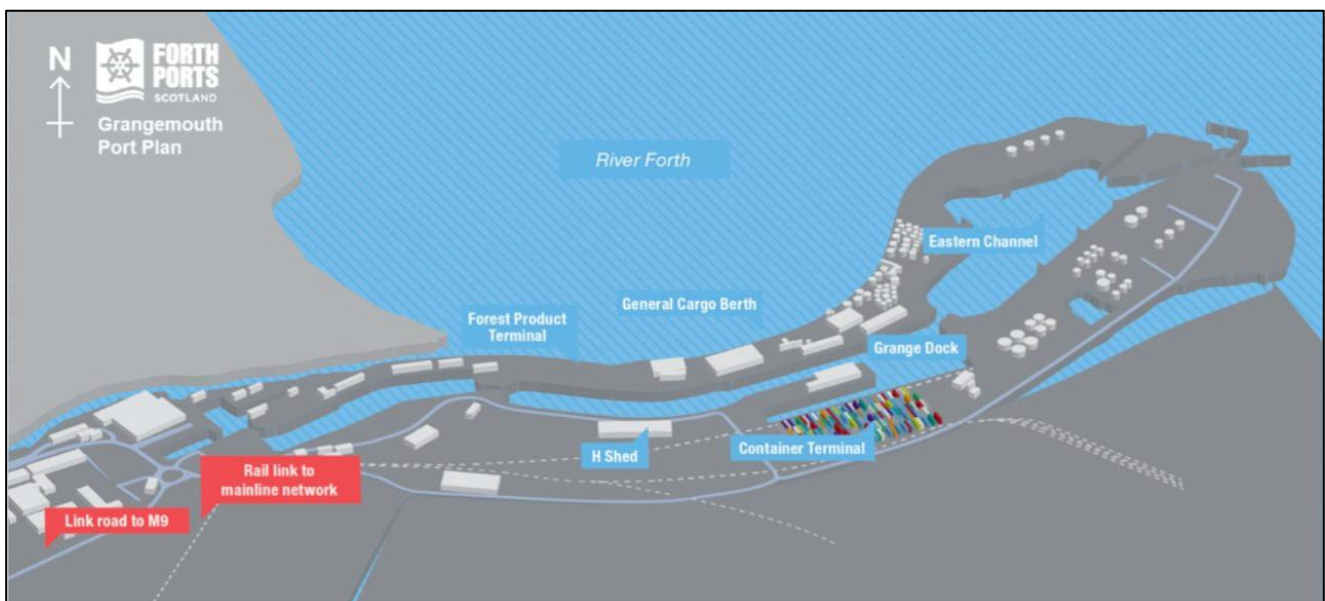 N
FORTH
PORTS
SCOTLAND
Grangemouth
Port Plan
River Forth
Eastern Channel
General Cargo Berth
Forest Product
Terminal
Grange Dock
Container Terminal
H Shed
Rail link to
mainline network
Link road to M9